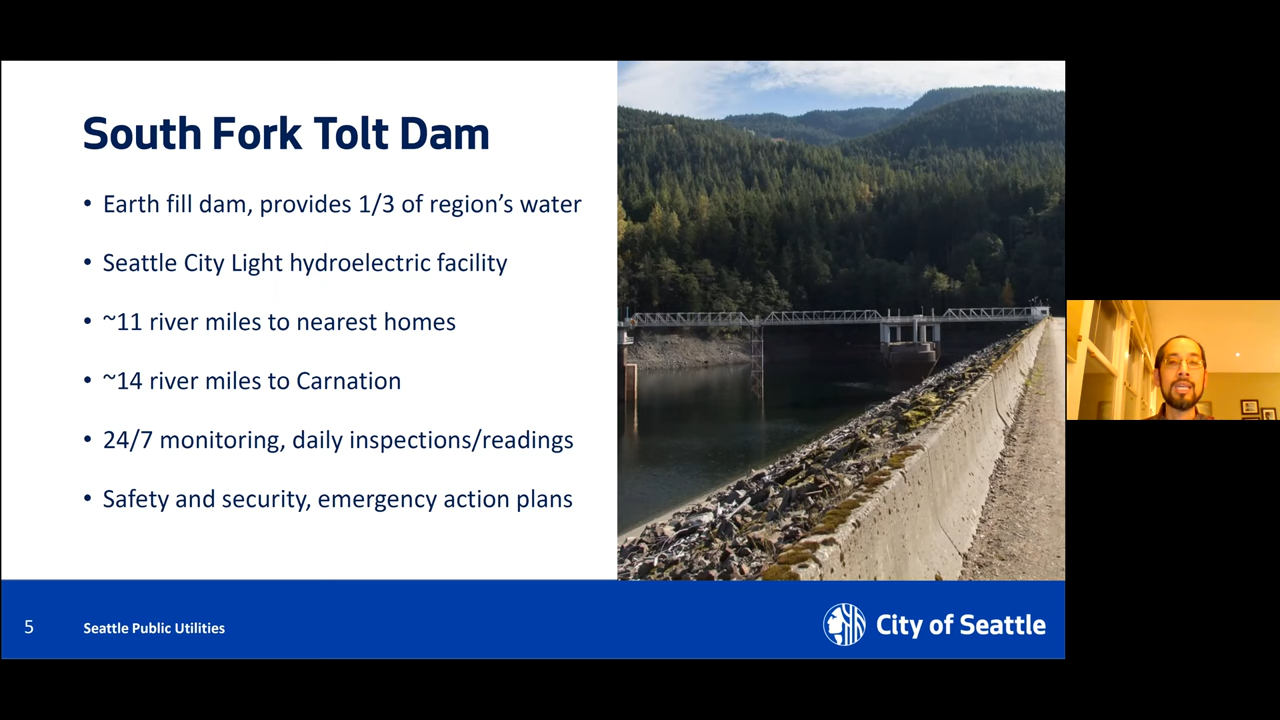 South Fork Tolt Dam
• Earth fill dam, provides 1/3 of region's water
• Seattle City Light hydroelectric facility
• ~11 river miles to nearest homes
• ~14 river miles to Carnation
• 24/7 monitoring, daily inspections/readings
• Safety and security, emergency action plans
5
Seattle Public Utilities
City of Seattle